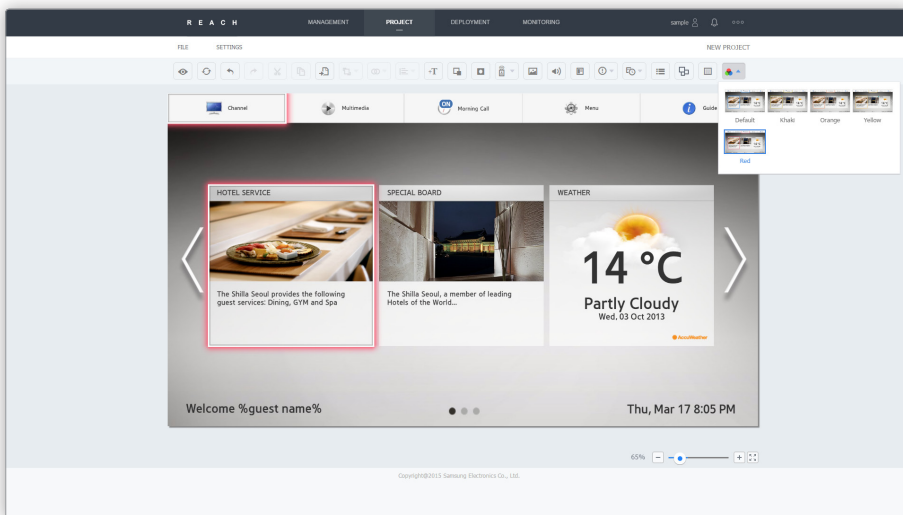 REACH
MANAGEMENT
PROJECT
DEPLOYMENT
MONITORING
sample
FILE
SETTINGS
NEW PROJECT
T
Channel
Multimedia
ON
Morning Call
Menu
Guide
Default
Khaki
Orange
Yellow
Red
HOTEL SERVICE
The Shilla Seoul provides the following
guest services: Dining, GYM and Spa
SPECIAL BOARD
The Shilla Seoul, a member of leading
Hotels of the World...
WEATHER
14 °C
Partly Cloudy
Wed, 03 Oct 2013
AccuWeather
Welcome %guest name%
Thu, Mar 17 8:05 PM
65%
Copyright@2015 Samsung Electronics Co., Ltd.